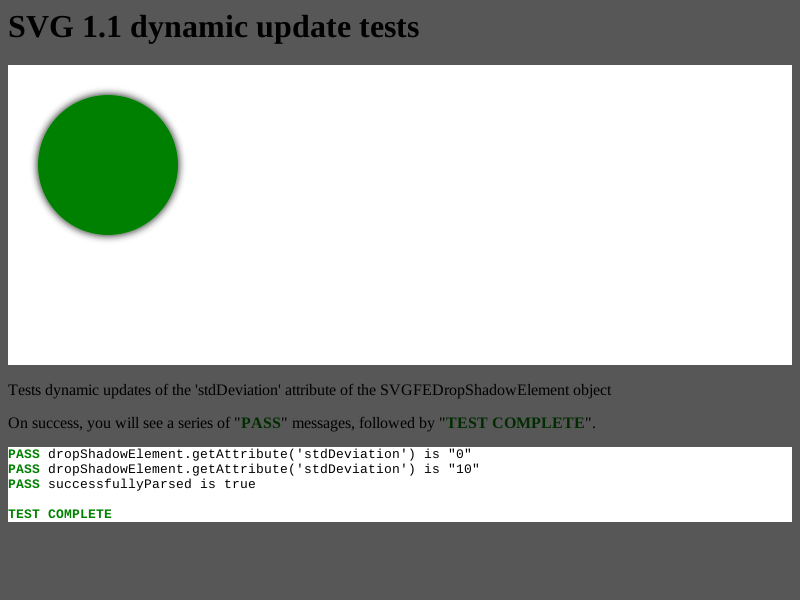 SVG 1.1 dynamic update tests
Tests dynamic updates of the 'stdDeviation' attribute of the SVGFEDropShadowElement object
On success, you will see a series of "PASS" messages, followed by "TEST COMPLETE".
PASS dropShadowElement.getAttribute('stdDeviation') is "0"
PASS dropShadowElement.getAttribute('stdDeviation') is "10"
PASS successfullyParsed is true
TEST COMPLETE